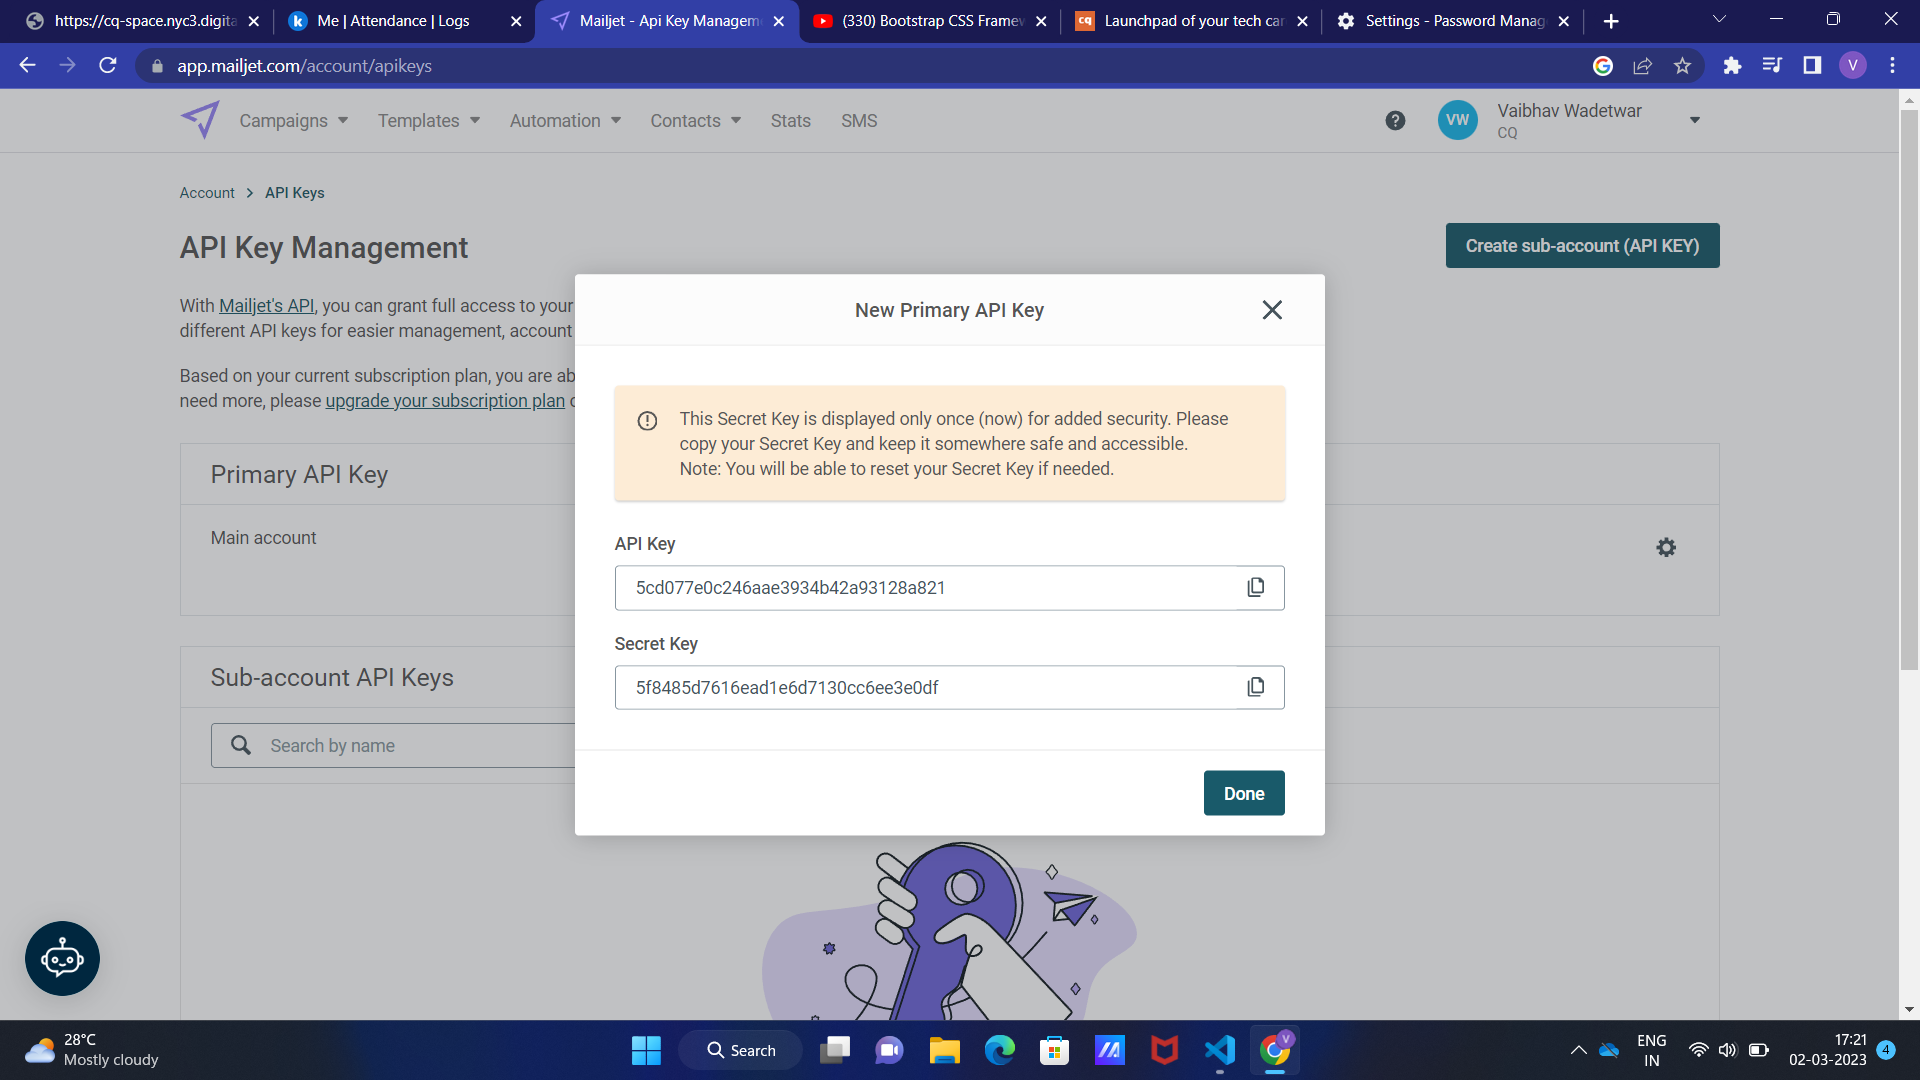 https://cq-space.nyc3.digita
Me | Attendance | Logs
Mailjet - Api Key Managem
(330) Bootstrap CSS Framew
Launchpad of your tech car
Settings - Password Manag
app.mailjet.com/account/apikeys
V
Campaigns
Templates
Automation
Contacts
Stats
SMS
VW
Vaibhav Wadetwar
CQ
Account > API Keys
API Key Management
Create sub-account (API KEY)
With Mailjet's API, you can grant full access to your
different API keys for easier management, account
Based on your current subscription plan, you are ab
need more, please upgrade your subscription plan
Primary API Key
Main account
Sub-account API Keys
Search by name
New Primary API Key
This Secret Key is displayed only once (now) for added security. Please
copy your Secret Key and keep it somewhere safe and accessible.
Note: You will be able to reset your Secret Key if needed.
API Key
5cd077e0c246aae3934b42a93128a821
Secret Key
5f8485d7616ead1e6d7130cc6ee3e0df
Done
28°C
Mostly cloudy
Search
ENG
IN
17:21
02-03-2023
4